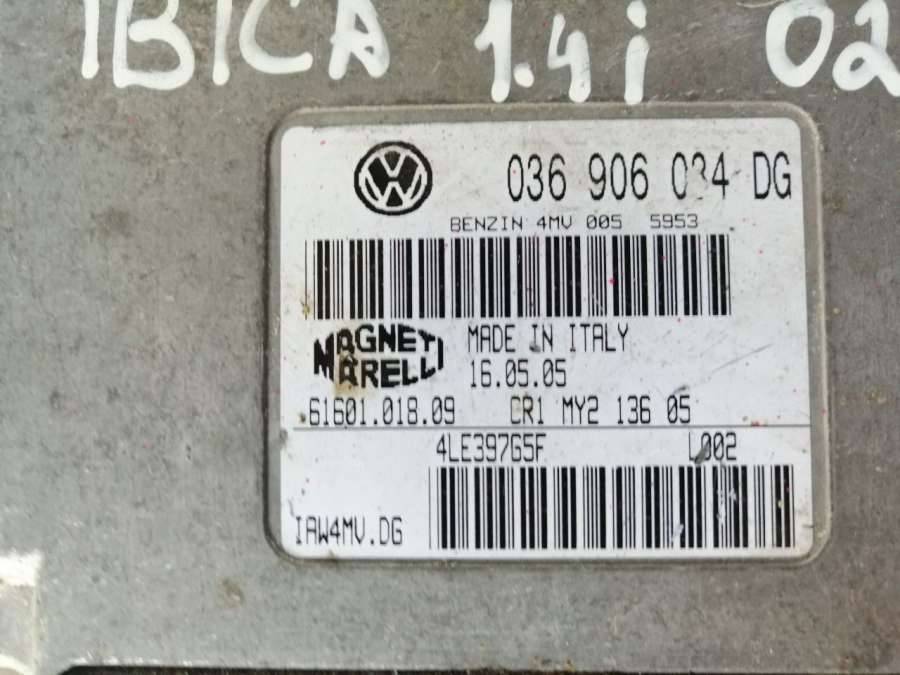 IBICA 1.4i 02
036 906 034 DG
BENZIN 4MV 005 5953
MAGNETI MARELLI
MADE IN ITALY
16.05.05
61601.018.09 CR1 MY2 136 05
4LE397G5F L002
IAW4MV.DG